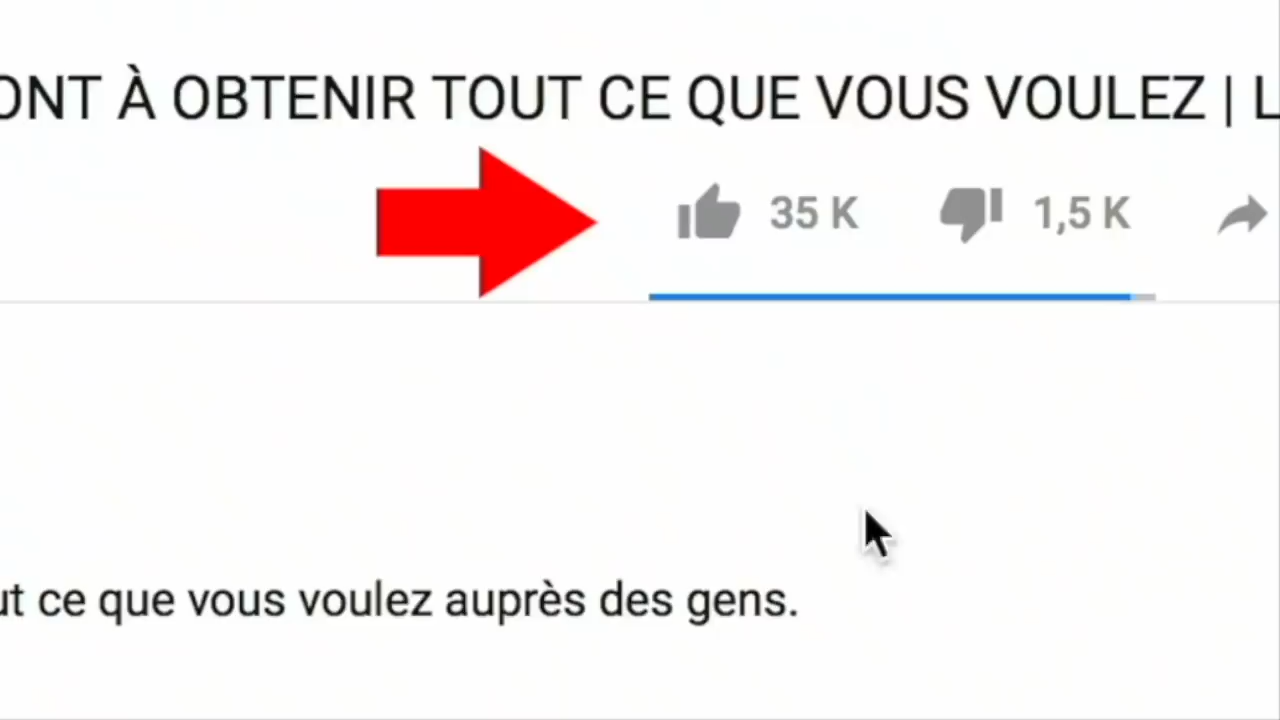 ONT À OBTENIR TOUT CE QUE VOUS VOULEZ | L
35 K 1,5 K
ut ce que vous voulez auprès des gens.